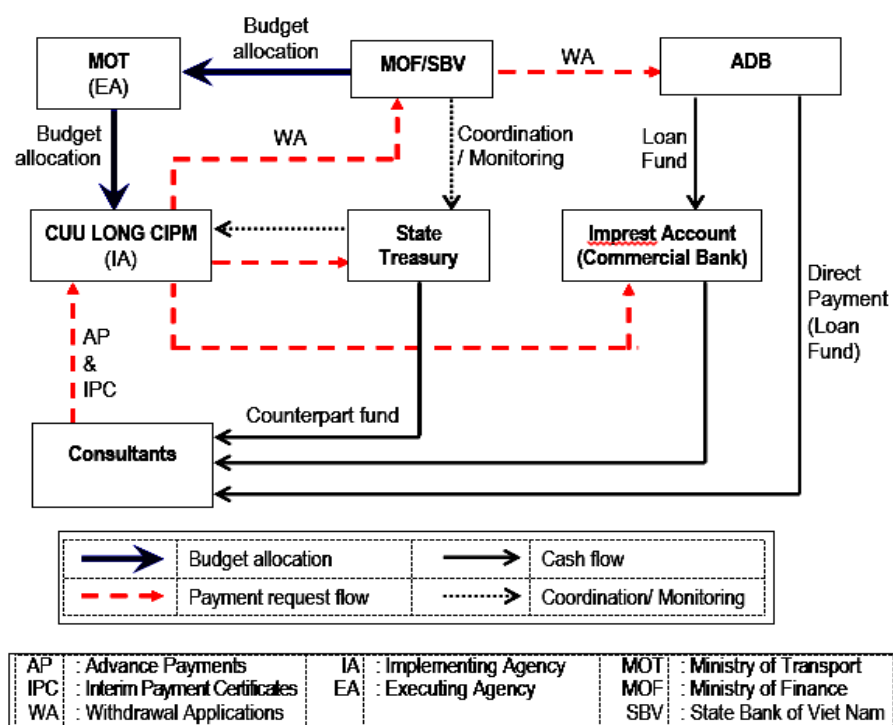 Budget
allocation
MOT
(EA)
MOF/SBV
WA
ADB
Budget
allocation
WA
Coordination
/ Monitoring
Loan
Fund
CUU LONG CIPM
(IA)
State
Treasury
Imprest Account
(Commercial Bank)
Direct
Payment
(Loan
Fund)
AP
&
IPC
Counterpart fund
Consultants
Budget allocation
Cash flow
Payment request flow
Coordination/ Monitoring
AP : Advance Payments IA : Implementing Agency MOT : Ministry of Transport
IPC : Interim Payment Certificates EA : Executing Agency MOF : Ministry of Finance
WA : Withdrawal Applications SBV : State Bank of Viet Nam